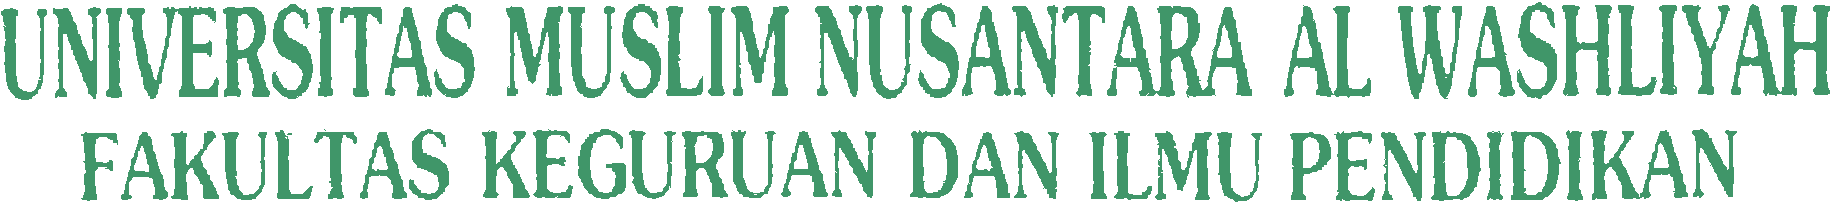 UNIVERSITAS MUSLIM NUSANTARA AL WASHLIYAH
FAKULTAS KEGURUAN DAN ILMU PENDIDIKAN